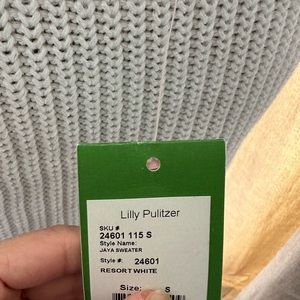 Lilly Pulitzer
SKU #
24601 115 S
Style Name:
JAYA SWEATER
Style #: 24601
RESORT WHITE
Size: S